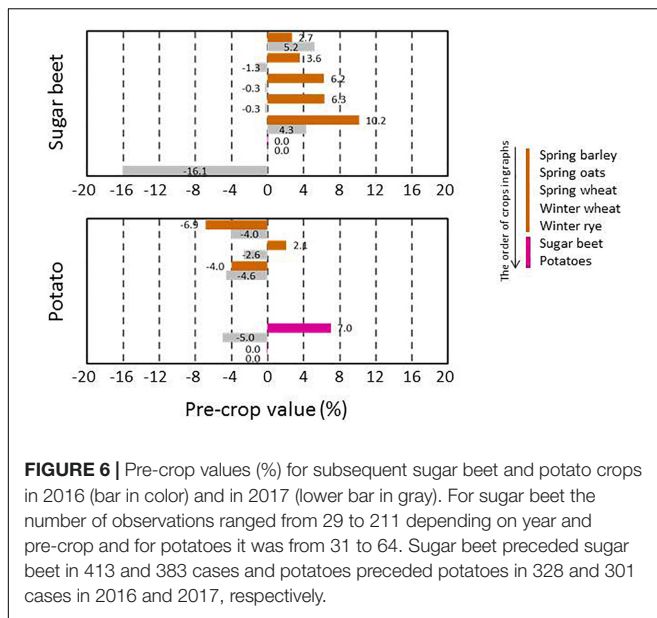 Sugar beet
2.7
5.2
3.6
-1.3
6.2
-0.3
6.3
-0.3
10.2
4.3
0.0
0.0
-16.1
-20 -16 -12 -8 -4 0 4 8 12 16 20
Potato
-6.9
-4.0
2.1
-2.6
-4.0
-4.6
7.0
-5.0
0.0
0.0
-20 -16 -12 -8 -4 0 4 8 12 16 20
Pre-crop value (%)
The order of crops ingraphs
Spring barley
Spring oats
Spring wheat
Winter wheat
Winter rye
Sugar beet
Potatoes
FIGURE 6 | Pre-crop values (%) for subsequent sugar beet and potato crops
in 2016 (bar in color) and in 2017 (lower bar in gray). For sugar beet the
number of observations ranged from 29 to 211 depending on year and
pre-crop and for potatoes it was from 31 to 64. Sugar beet preceded sugar
beet in 413 and 383 cases and potatoes preceded potatoes in 328 and 301
cases in 2016 and 2017, respectively.